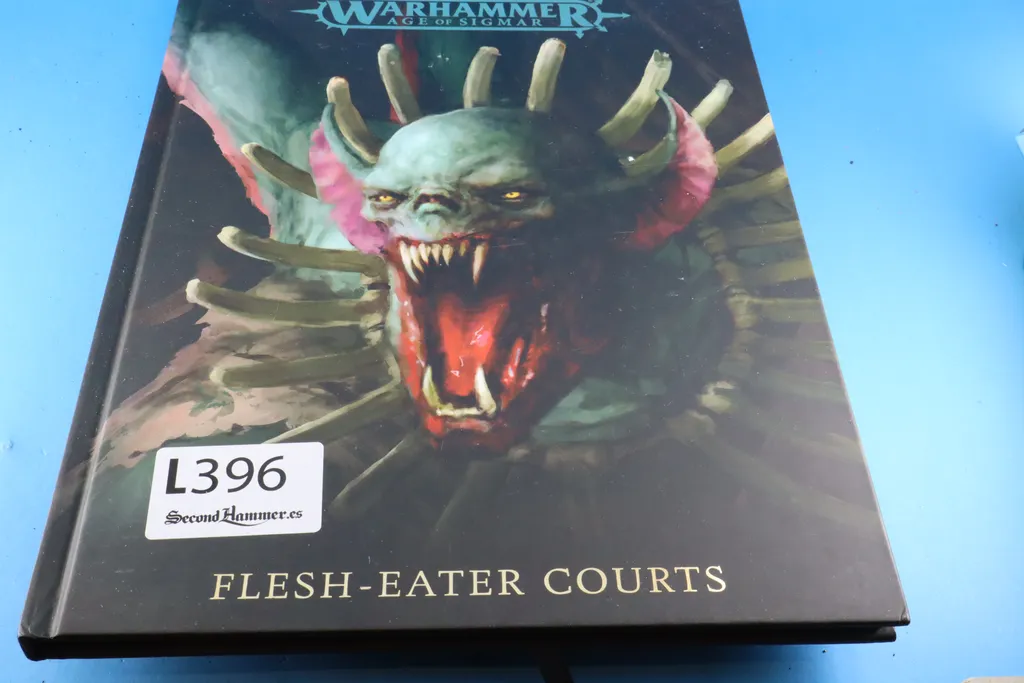 WARHAMMER
AGE OF SIGMAR
L396
SecondHammer.es
FLESH-EATER COURTS